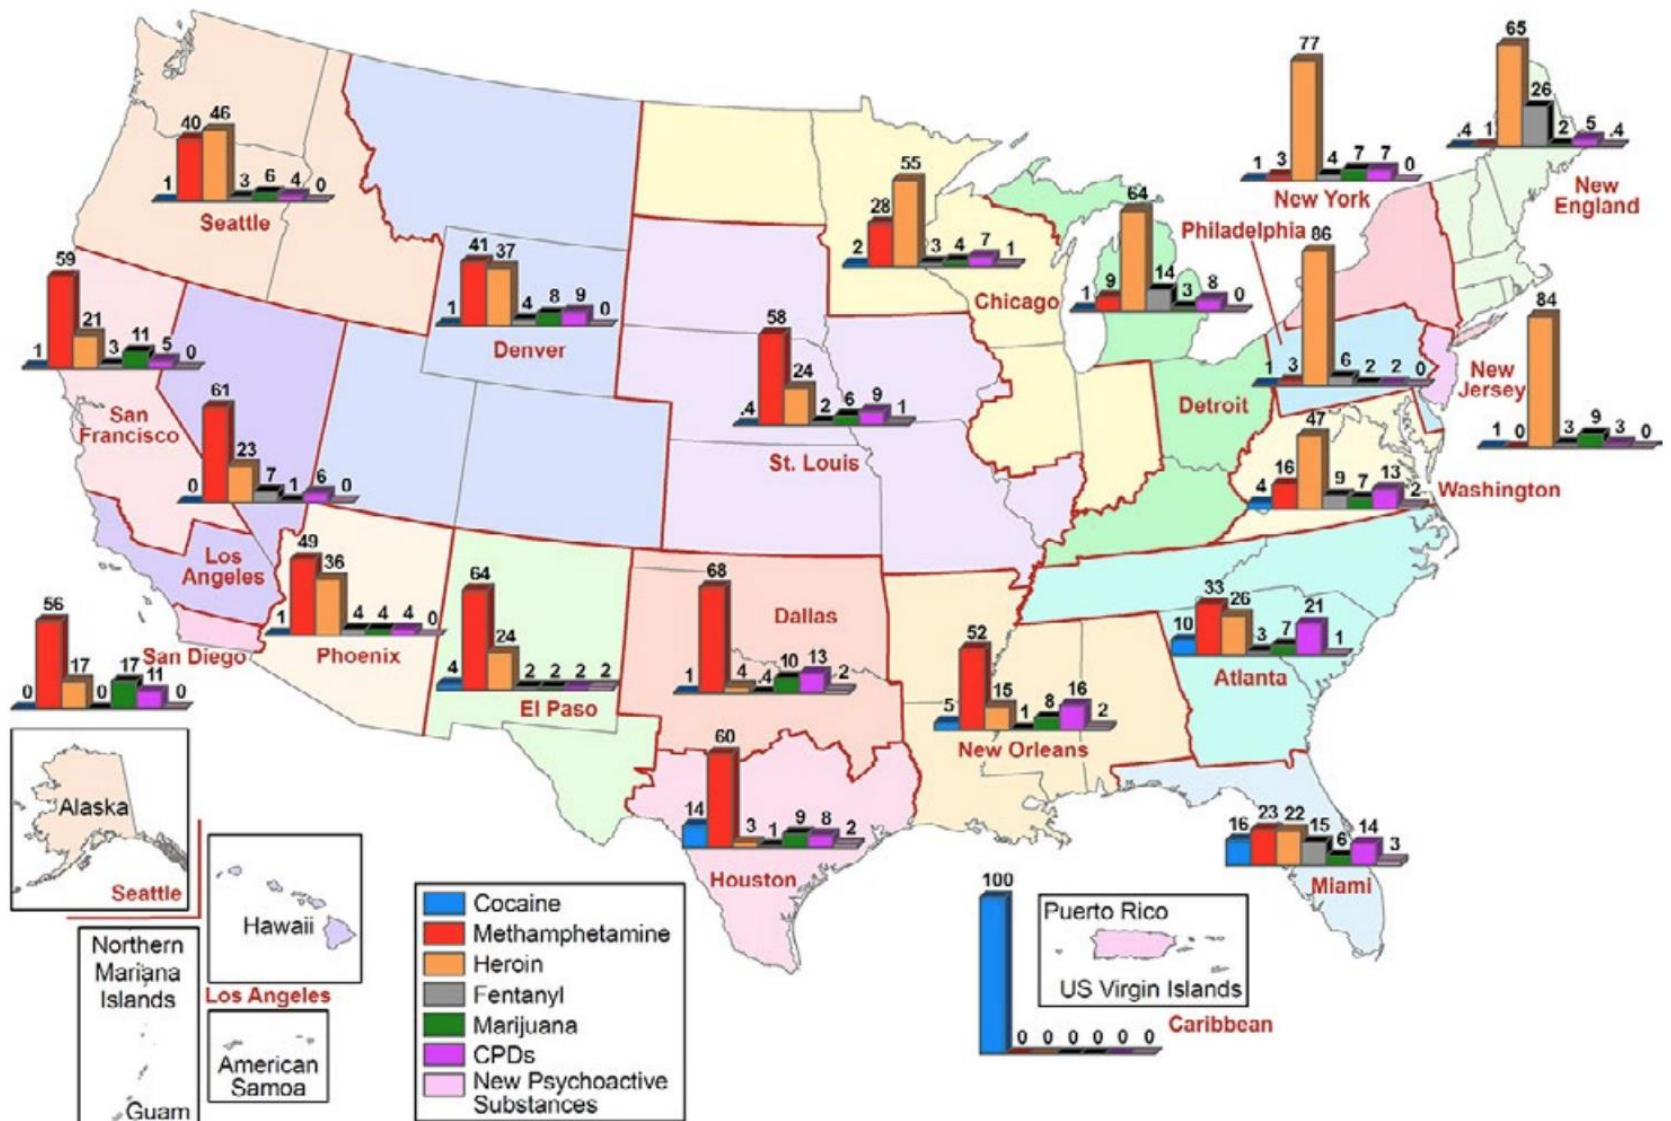 77
1 3 4 7 7 0
New York
65
26
.4 1 2 5 .4
New
England
40 46
1 3 6 4 0
Seattle
55
28
2 3 4 7 1
Chicago
64
14
1 9 3 8 0
Philadelphia
86
1 3 6 2 2 0
59
21
11
1 3 5 0
San
Francisco
41 37
1 4 8 9 0
Denver
58
24
.4 2 6 9 1
St. Louis
Detroit
84
New
Jersey
1 0 3 9 3 0
61
23
0 7 1 6 0
Los
Angeles
47
16
4 9 7 13 2
Washington
49
36
1 4 4 4 0
Phoenix
64
24
4 2 2 2 2
El Paso
68
Dallas
1 4 .4 10 13 2
56
17 17 11
0 0 0
San Diego
52
15 16
5 1 8 2
New Orleans
33
26
21
10 3 7 1
Atlanta
60
14
3 1 9 8 2
Houston
16 23 22 15 6 14 3
Miami
Alaska
Seattle
Hawaii
Los Angeles
Northern
Mariana
Islands
Guam
American
Samoa
Cocaine
Methamphetamine
Heroin
Fentanyl
Marijuana
CPDs
New Psychoactive
Substances
100
0 0 0 0 0 0
Puerto Rico
US Virgin Islands
Caribbean